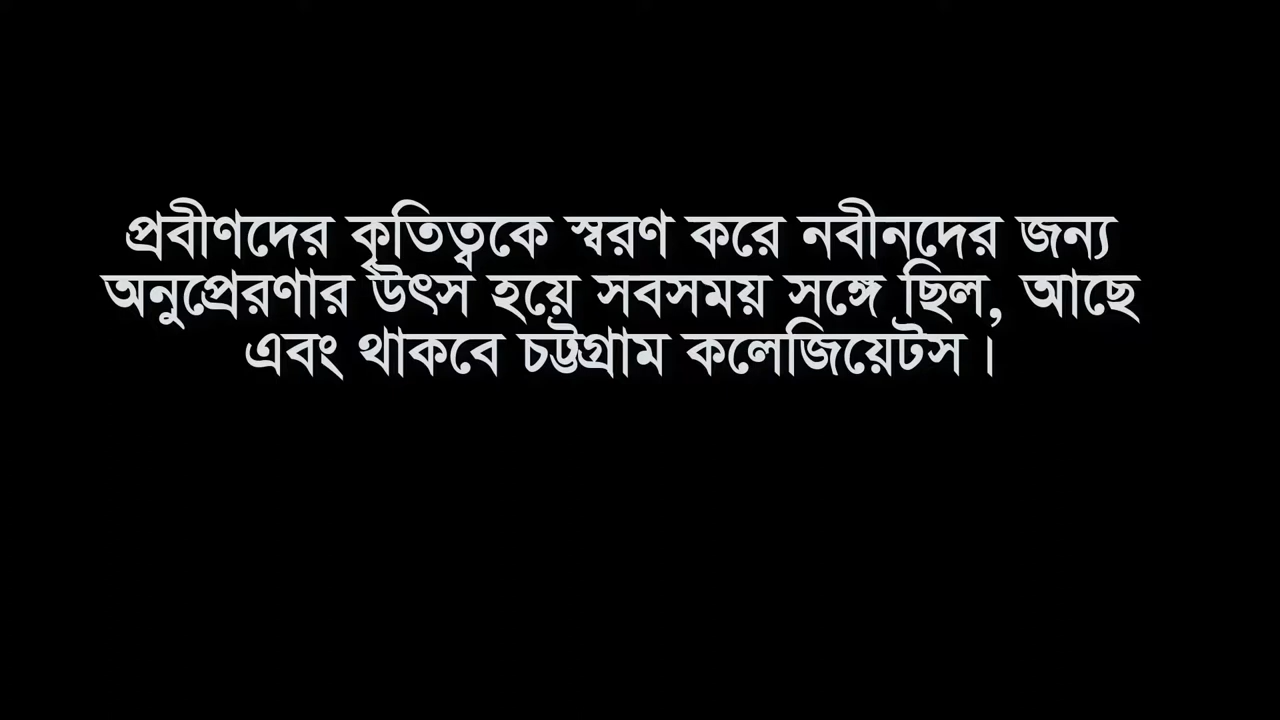 প্রবীণদের কৃতিত্বকে স্বরণ করে নবীনদের জন্য
অনুপ্রেরণার উৎস হয়ে সবসময় সঙ্গে ছিল, আছে
এবং থাকবে চট্টগ্রাম কলেজিয়েটস।